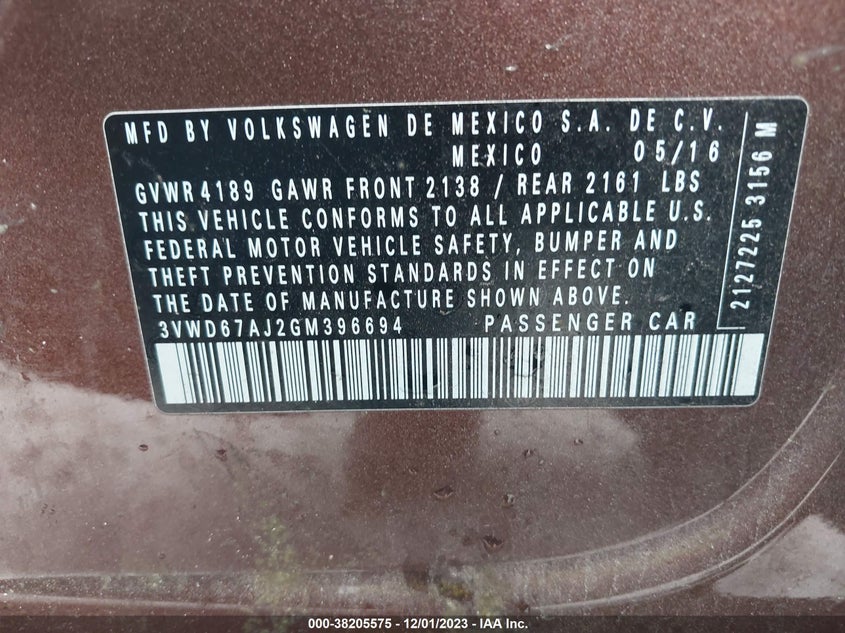 MFD BY VOLKSWAGEN DE MEXICO S.A. DE C.V.
MEXICO 05/16
GVWR 4189 GAWR FRONT 2138 / REAR 2161 LBS
THIS VEHICLE CONFORMS TO ALL APPLICABLE U.S.
FEDERAL MOTOR VEHICLE SAFETY, BUMPER AND
THEFT PREVENTION STANDARDS IN EFFECT ON
THE DATE OF MANUFACTURE SHOWN ABOVE.
3VWD67AJ2GM396694 PASSENGER CAR
2127225 3156 M
000-38205575 - 12/01/2023 - IAA Inc.